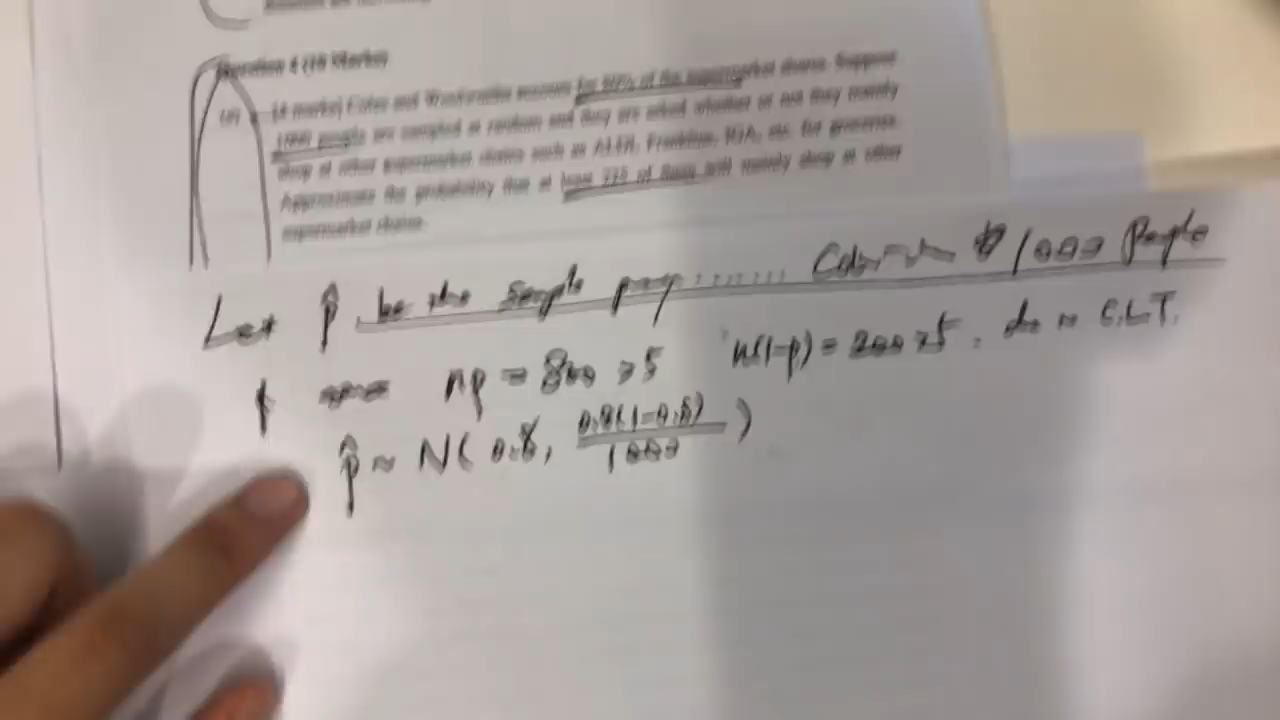 Question 4 (18 Marks)
(a) [4 marks] Coles and Woolworths account for 80% of the supermarket shares. Suppose
1000 people are sampled at random and they are asked whether or not they mainly
shop at other supermarket chains such as ALDI, Franklins, IGA, etc. for groceries.
Approximate the probability that at least 225 of them will mainly shop at other
supermarket chains.
Let p̂ be the Sample prop ....... 1000 People
np = 800 > 5 n(1-p) = 200 > 5 . C.L.T.
p̂ ~ N( 0.8, 0.8(1-0.8)/1000 )